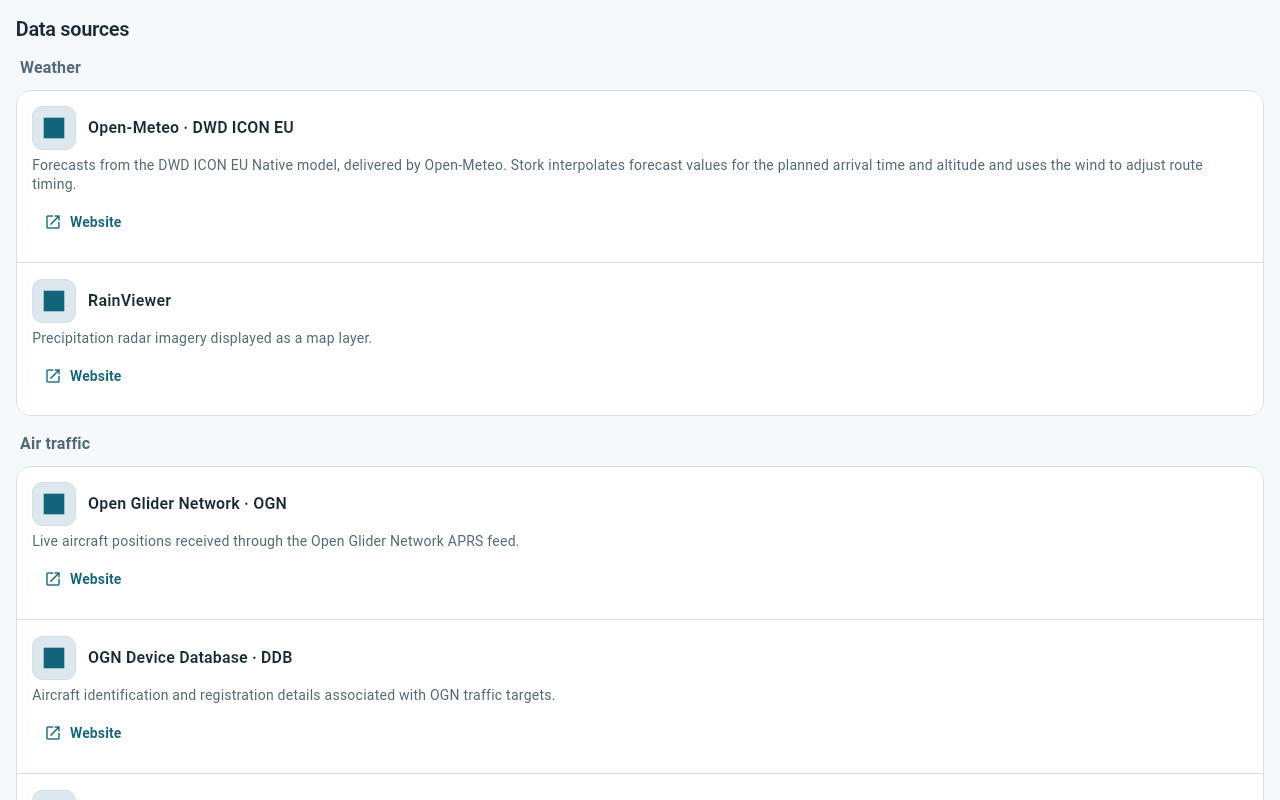 Data sources
Weather
Open-Meteo · DWD ICON EU
Forecasts from the DWD ICON EU Native model, delivered by Open-Meteo. Stork interpolates forecast values for the planned arrival time and altitude and uses the wind to adjust route
timing.
Website
RainViewer
Precipitation radar imagery displayed as a map layer.
Website
Air traffic
Open Glider Network · OGN
Live aircraft positions received through the Open Glider Network APRS feed.
Website
OGN Device Database · DDB
Aircraft identification and registration details associated with OGN traffic targets.
Website